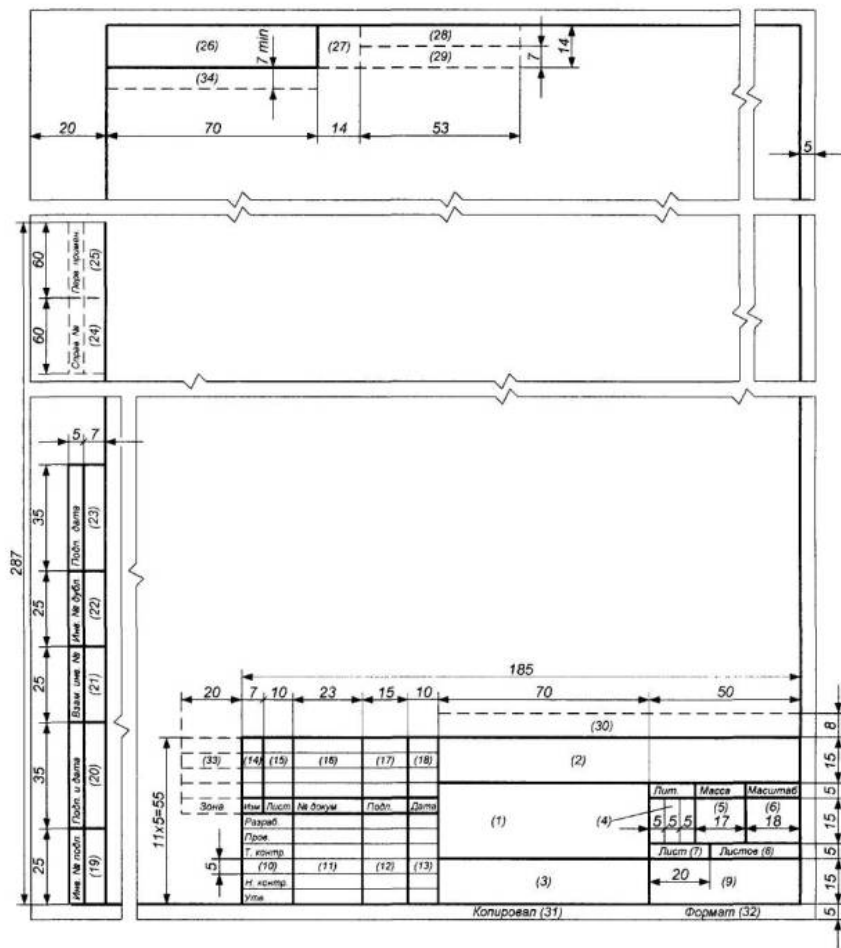 (26)
7 min
(27)
(28)
(29)
7
14
(34)
20
70
14
53
5
60
Перв. примен.
(25)
60
Справ. №
(24)
5
7
287
35
Подп. дата
(23)
25
Инв. № дубл.
(22)
25
Взам. инв. №
(21)
35
Подп. и дата
(20)
25
Инв. № подл.
(19)
185
20 7 10 23 15 10 70 50
(30)
8
(33) (14) (15) (16) (17) (18)
(2)
15
11х5=55
Лит. Масса Масштаб
5
Зона Изм Лист № докум Подп. Дата
(1)
(4)
(5)
(6)
5 5 5 17 18
15
Разраб.
Пров.
Т. контр.
Лист (7) Листов (8)
5
5
(10) (11) (12) (13)
(3)
20
(9)
15
Н. контр.
Утв.
Копировал (31) Формат (32)
5